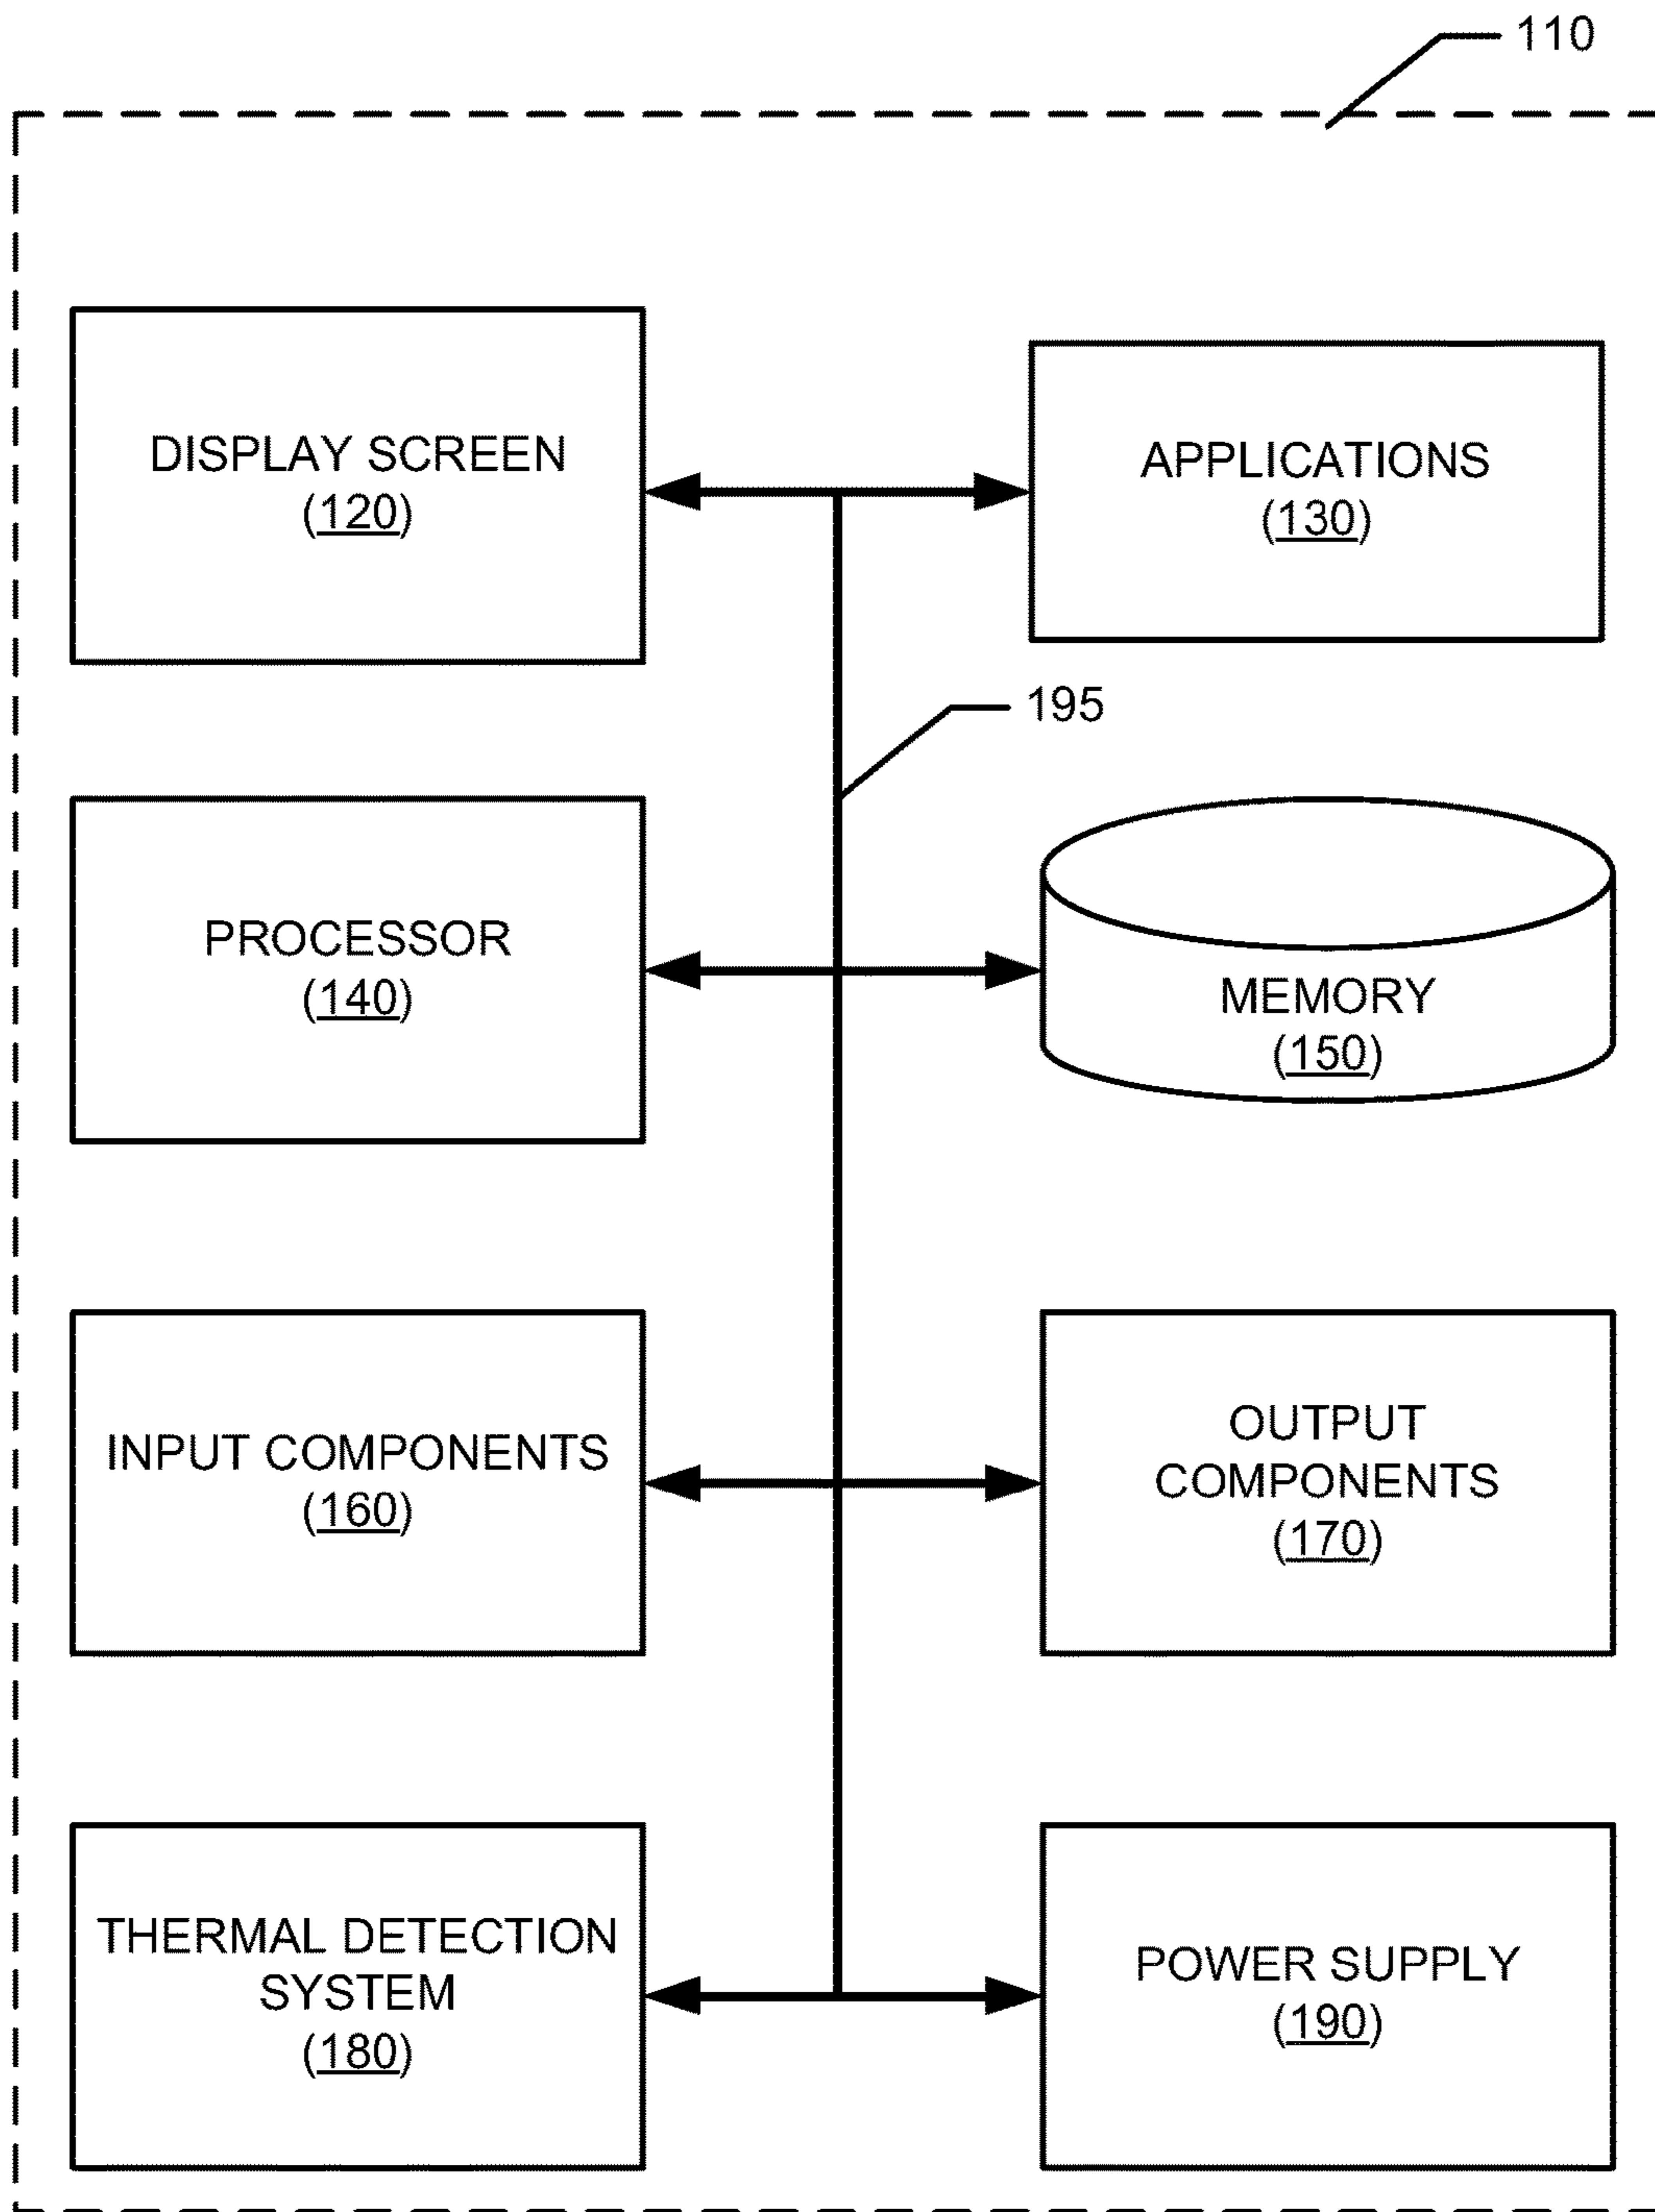 110
DISPLAY SCREEN
(120)
APPLICATIONS
(130)
195
PROCESSOR
(140)
MEMORY
(150)
INPUT COMPONENTS
(160)
OUTPUT
COMPONENTS
(170)
THERMAL DETECTION
SYSTEM
(180)
POWER SUPPLY
(190)